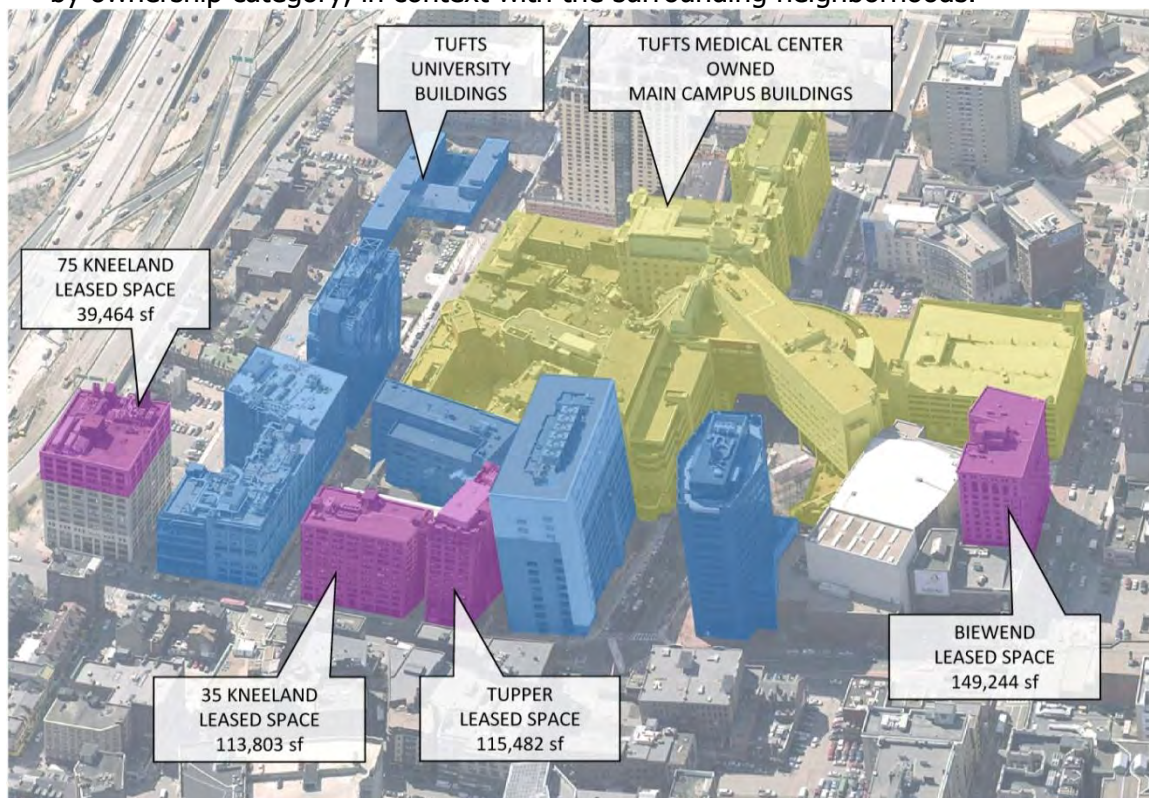 by ownership category, in context with the surrounding neighborhoods.
TUFTS
UNIVERSITY
BUILDINGS
TUFTS MEDICAL CENTER
OWNED
MAIN CAMPUS BUILDINGS
75 KNEELAND
LEASED SPACE
39,464 sf
35 KNEELAND
LEASED SPACE
113,803 sf
TUPPER
LEASED SPACE
115,482 sf
BIEWEND
LEASED SPACE
149,244 sf